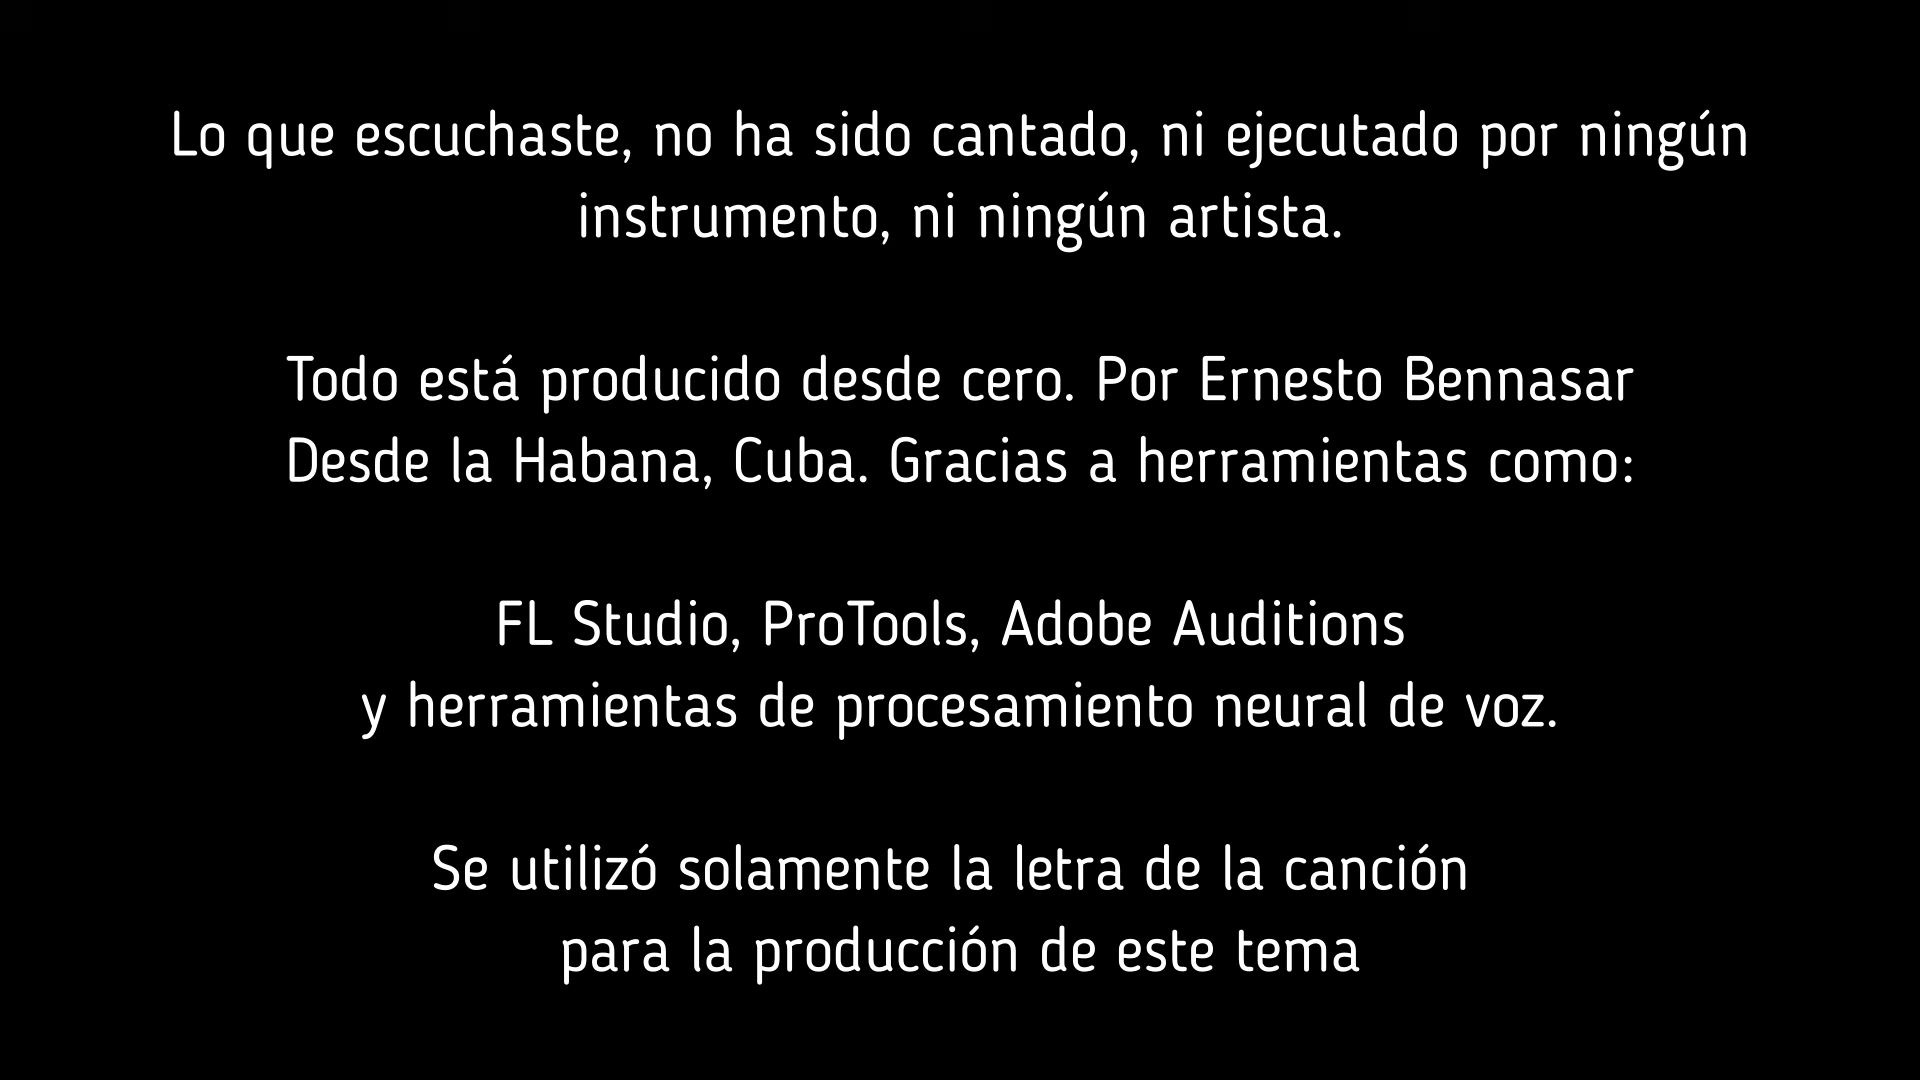 Lo que escuchaste, no ha sido cantado, ni ejecutado por ningún
instrumento, ni ningún artista.
Todo está producido desde cero. Por Ernesto Bennasar
Desde la Habana, Cuba. Gracias a herramientas como:
FL Studio, ProTools, Adobe Auditions
y herramientas de procesamiento neural de voz.
Se utilizó solamente la letra de la canción
para la producción de este tema